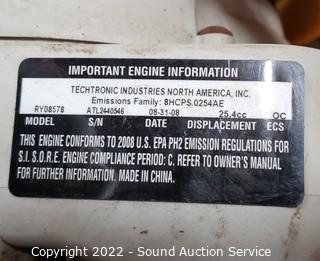 IMPORTANT ENGINE INFORMATION
TECHTRONIC INDUSTRIES NORTH AMERICA, INC.
Emissions Family: 8HCPS.0254AE
RY08578 ATL2440546 08-31-08 25.4cc OC
MODEL S/N DATE DISPLACEMENT ECS
THIS ENGINE CONFORMS TO 2008 U.S. EPA PH2 EMISSION REGULATIONS FOR
S.I. S.O.R.E. ENGINE COMPLIANCE PERIOD: C. REFER TO OWNER'S MANUAL
FOR FURTHER INFORMATION.
MADE IN CHINA
Copyright 2022 - Sound Auction Service